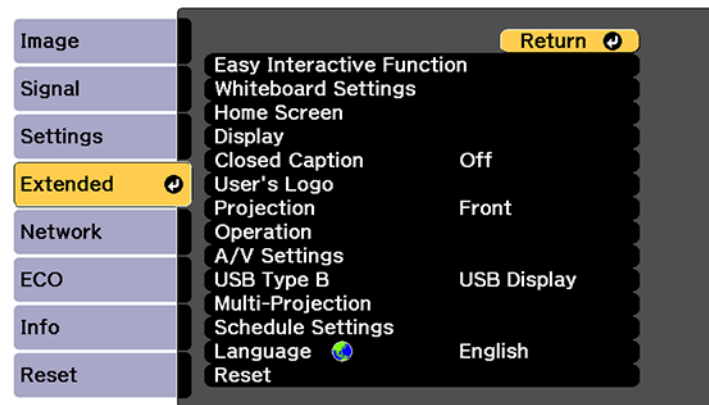 Image
Signal
Settings
Extended
Network
ECO
Info
Reset
Return
Easy Interactive Function
Whiteboard Settings
Home Screen
Display
Closed Caption Off
User's Logo
Projection Front
Operation
A/V Settings
USB Type B USB Display
Multi-Projection
Schedule Settings
Language English
Reset